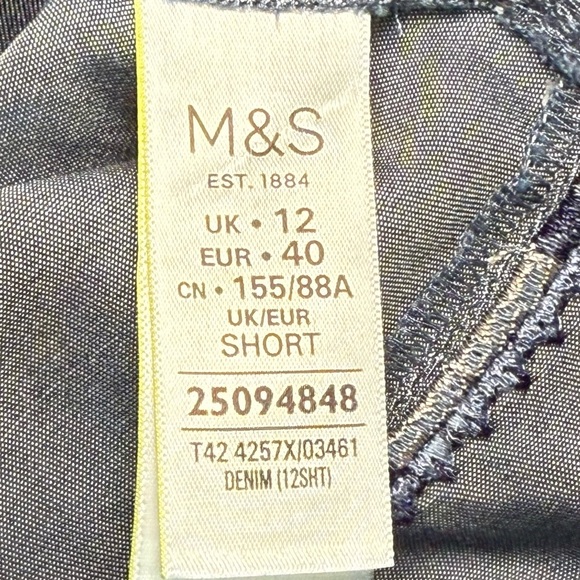 M&S
EST. 1884
UK • 12
EUR • 40
CN • 155/88A
UK/EUR
SHORT
25094848
T42 4257X/03461
DENIM (12SHT)